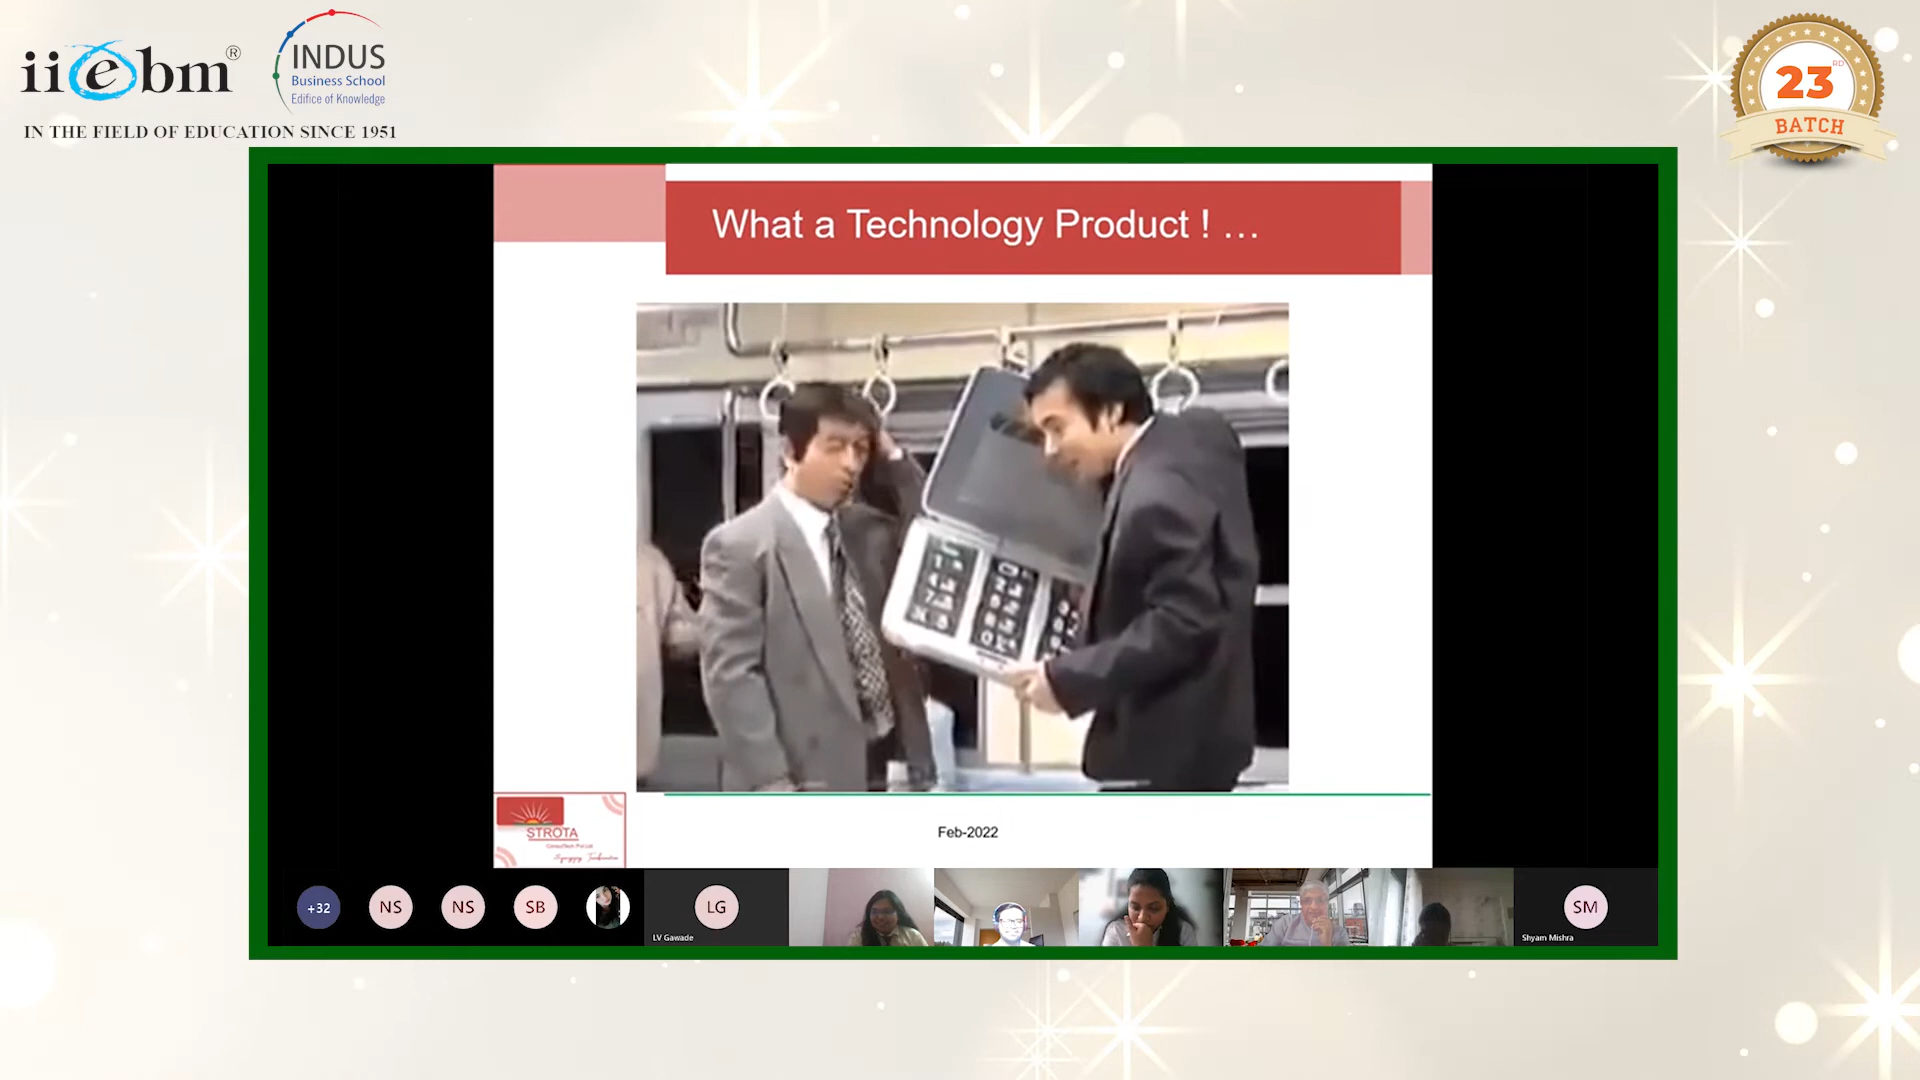 iiebm®
INDUS
Business School
Edifice of Knowledge
IN THE FIELD OF EDUCATION SINCE 1951
23RD
BATCH
What a Technology Product ! ...
STROTA
Feb-2022
+32
NS
NS
SB
LG
LV Gawade
SM
Shyam Mishra